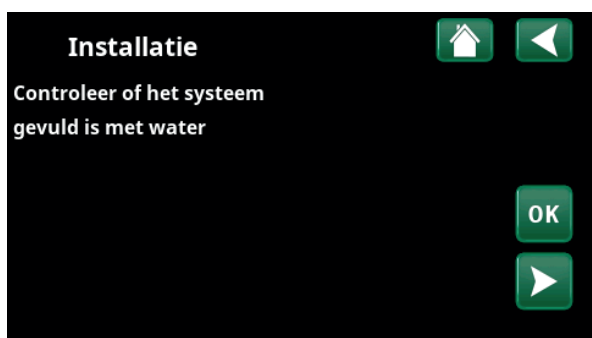 Installatie
Controleer of het systeem
gevuld is met water
OK